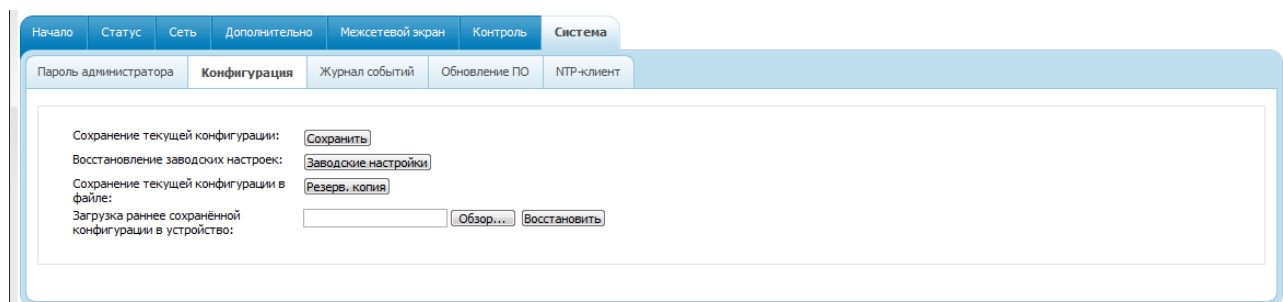 Начало Статус Сеть Дополнительно Межсетевой экран Контроль Система
Пароль администратора Конфигурация Журнал событий Обновление ПО NTP-клиент
Сохранение текущей конфигурации: Сохранить
Восстановление заводских настроек: Заводские настройки
Сохранение текущей конфигурации в
файле: Резерв. копия
Загрузка раннее сохранённой
конфигурации в устройство: Обзор... Восстановить